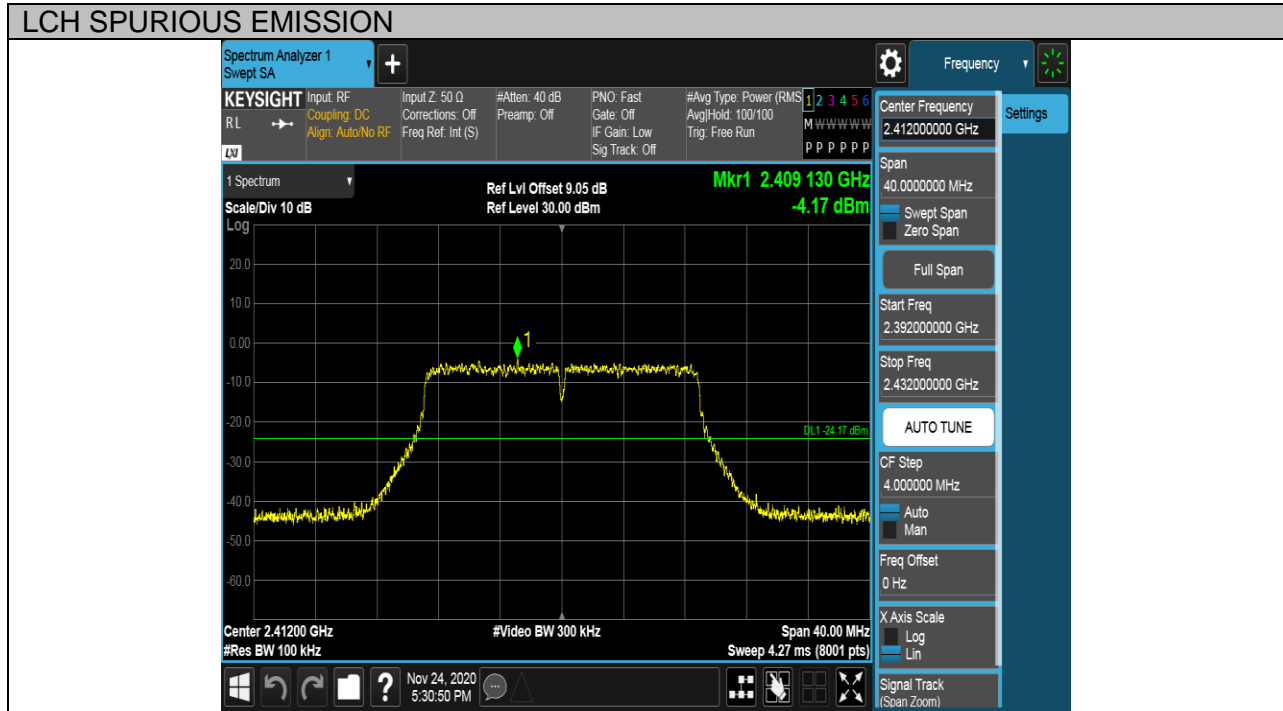 LCH SPURIOUS EMISSION
Spectrum Analyzer 1
Swept SA
+
Frequency
KEYSIGHT
RL
LXI
Input: RF
Coupling: DC
Align: Auto/No RF
Input Z: 50 Ω
Corrections: Off
Freq Ref: Int (S)
#Atten: 40 dB
Preamp: Off
PNO: Fast
Gate: Off
IF Gain: Low
Sig Track: Off
#Avg Type: Power (RMS
Avg|Hold: 100/100
Trig: Free Run
1 2 3 4 5 6
M W W W W W
P P P P P P
1 Spectrum
Scale/Div 10 dB
Ref Lvl Offset 9.05 dB
Ref Level 30.00 dBm
Mkr1 2.409 130 GHz
-4.17 dBm
Log
20.0
10.0
0.00
-10.0
-20.0
-30.0
-40.0
-50.0
-60.0
1
DL1 -24.17 dBm
Center 2.41200 GHz
#Res BW 100 kHz
#Video BW 300 kHz
Span 40.00 MHz
Sweep 4.27 ms (8001 pts)
Center Frequency
2.412000000 GHz
Settings
Span
40.0000000 MHz
Swept Span
Zero Span
Full Span
Start Freq
2.392000000 GHz
Stop Freq
2.432000000 GHz
AUTO TUNE
CF Step
4.000000 MHz
Auto
Man
Freq Offset
0 Hz
X Axis Scale
Log
Lin
Signal Track
(Span Zoom)
?
Nov 24, 2020
5:30:50 PM